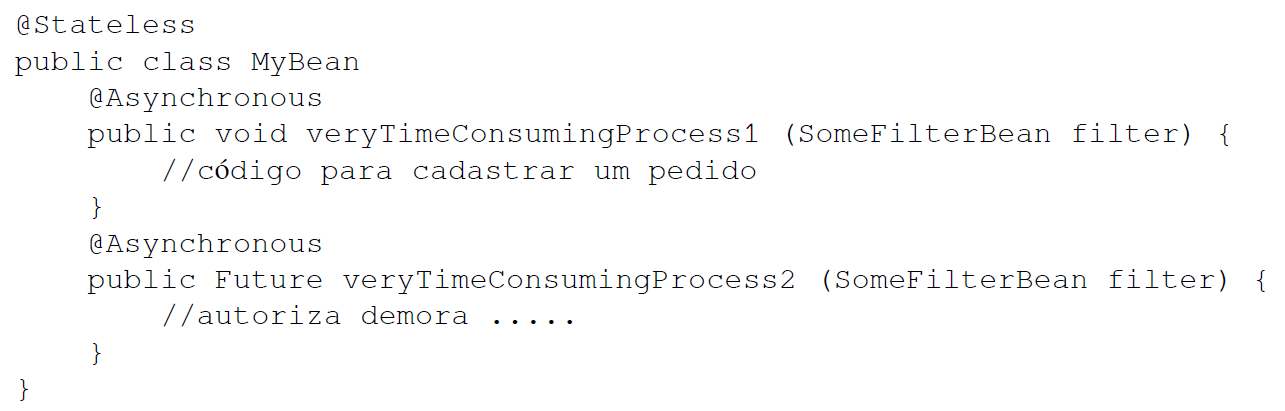 @Stateless
public class MyBean
    @Asynchronous
    public void veryTimeConsumingProcess1 (SomeFilterBean filter) {
        //código para cadastrar um pedido
    }
    @Asynchronous
    public Future veryTimeConsumingProcess2 (SomeFilterBean filter) {
        //autoriza demora .....
    }
}